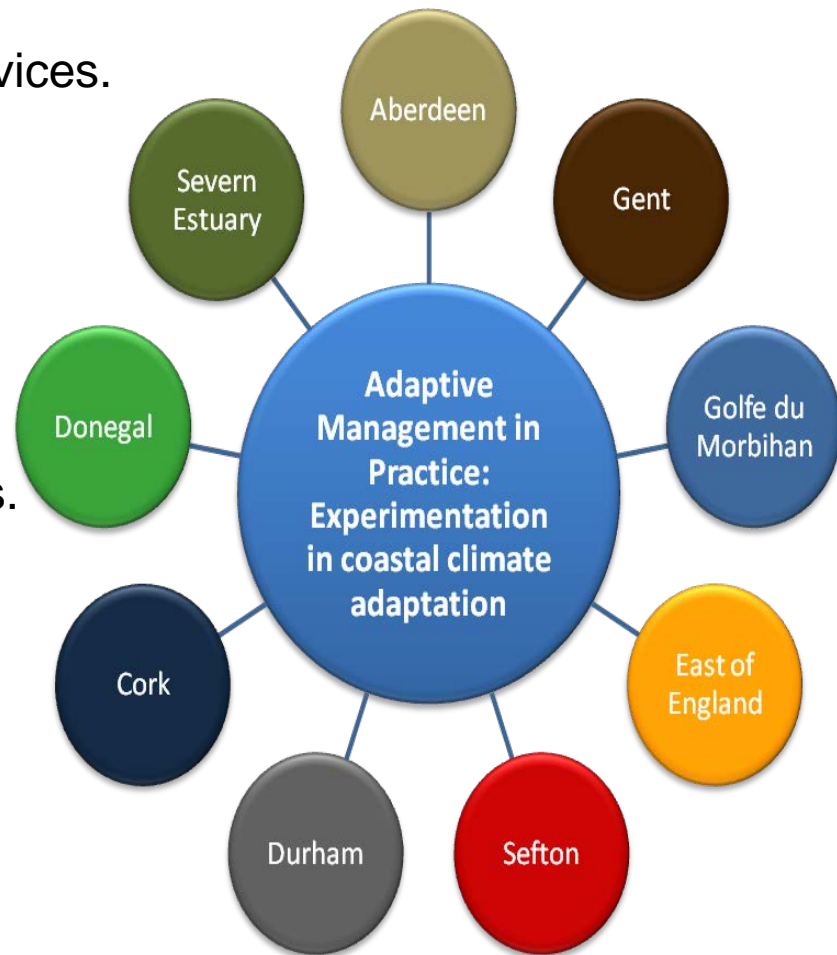 vices.
s.
Aberdeen
Gent
Golfe du
Morbihan
East of
England
Sefton
Durham
Cork
Donegal
Severn
Estuary
Adaptive
Management in
Practice:
Experimentation
in coastal climate
adaptation